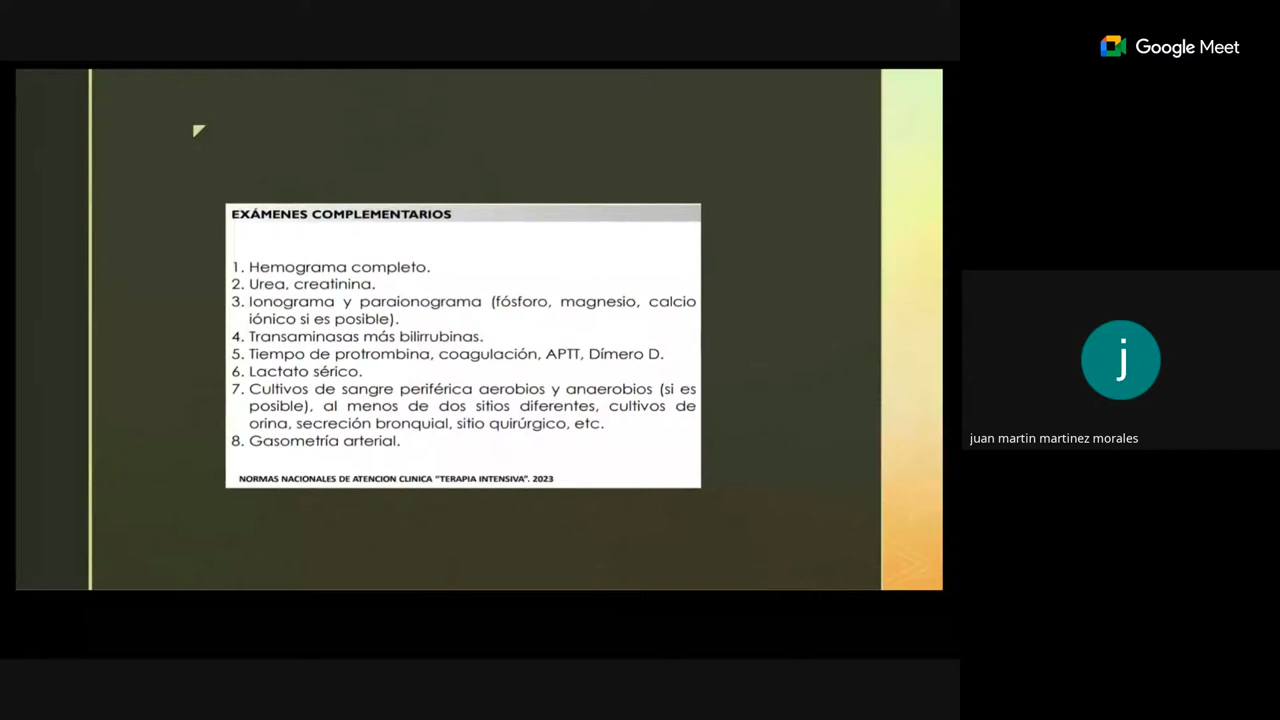 Google Meet
EXÁMENES COMPLEMENTARIOS
1. Hemograma completo.
2. Urea, creatinina.
3. Ionograma y paraionograma (fósforo, magnesio, calcio
iónico si es posible).
4. Transaminasas más bilirrubinas.
5. Tiempo de protrombina, coagulación, APTT, Dímero D.
6. Lactato sérico.
7. Cultivos de sangre periférica aerobios y anaerobios (si es
posible), al menos de dos sitios diferentes, cultivos de
orina, secreción bronquial, sitio quirúrgico, etc.
8. Gasometría arterial.
NORMAS NACIONALES DE ATENCION CLINICA "TERAPIA INTENSIVA". 2023
j
juan martin martinez morales